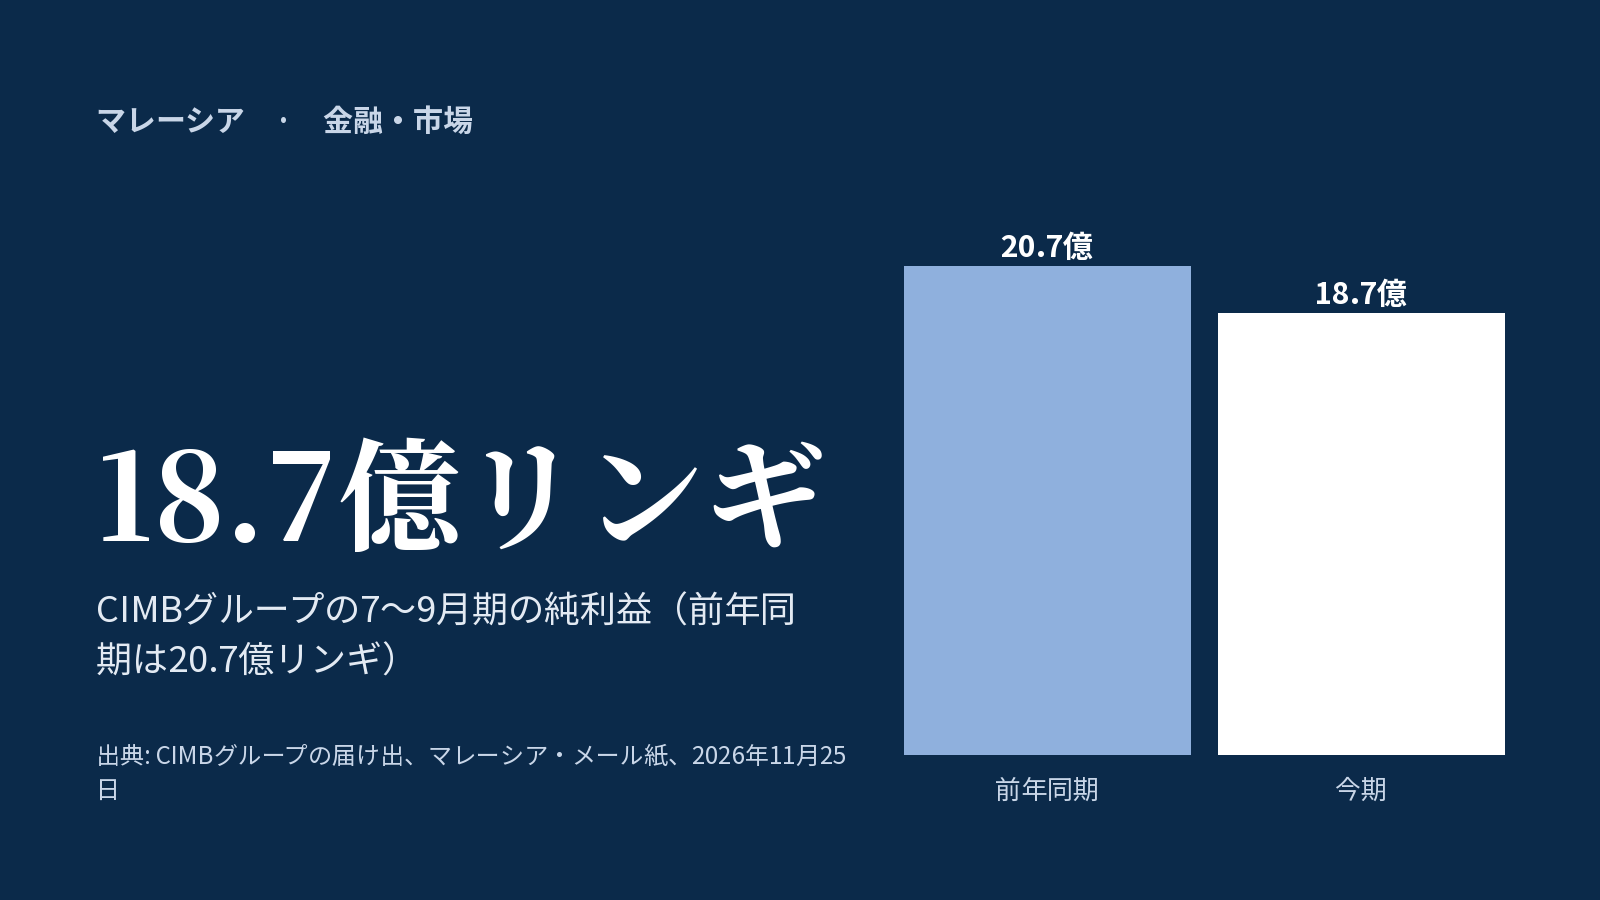 マレーシア · 金融・市場
18.7億リンギ
CIMBグループの7〜9月期の純利益（前年同
期は20.7億リンギ）
出典: CIMBグループの届け出、マレーシア・メール紙、2026年11月25
日
20.7億
18.7億
前年同期
今期